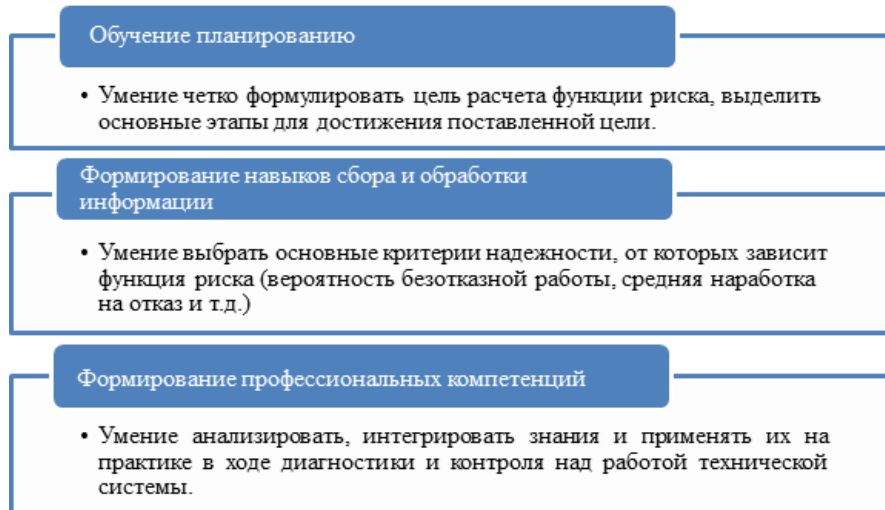 Обучение планированию
• Умение четко формулировать цель расчета функции риска, выделить
основные этапы для достижения поставленной цели.
Формирование навыков сбора и обработки
информации
• Умение выбрать основные критерии надежности, от которых зависит
функция риска (вероятность безотказной работы, средняя наработка
на отказ и т.д.)
Формирование профессиональных компетенций
• Умение анализировать, интегрировать знания и применять их на
практике в ходе диагностики и контроля над работой технической
системы.